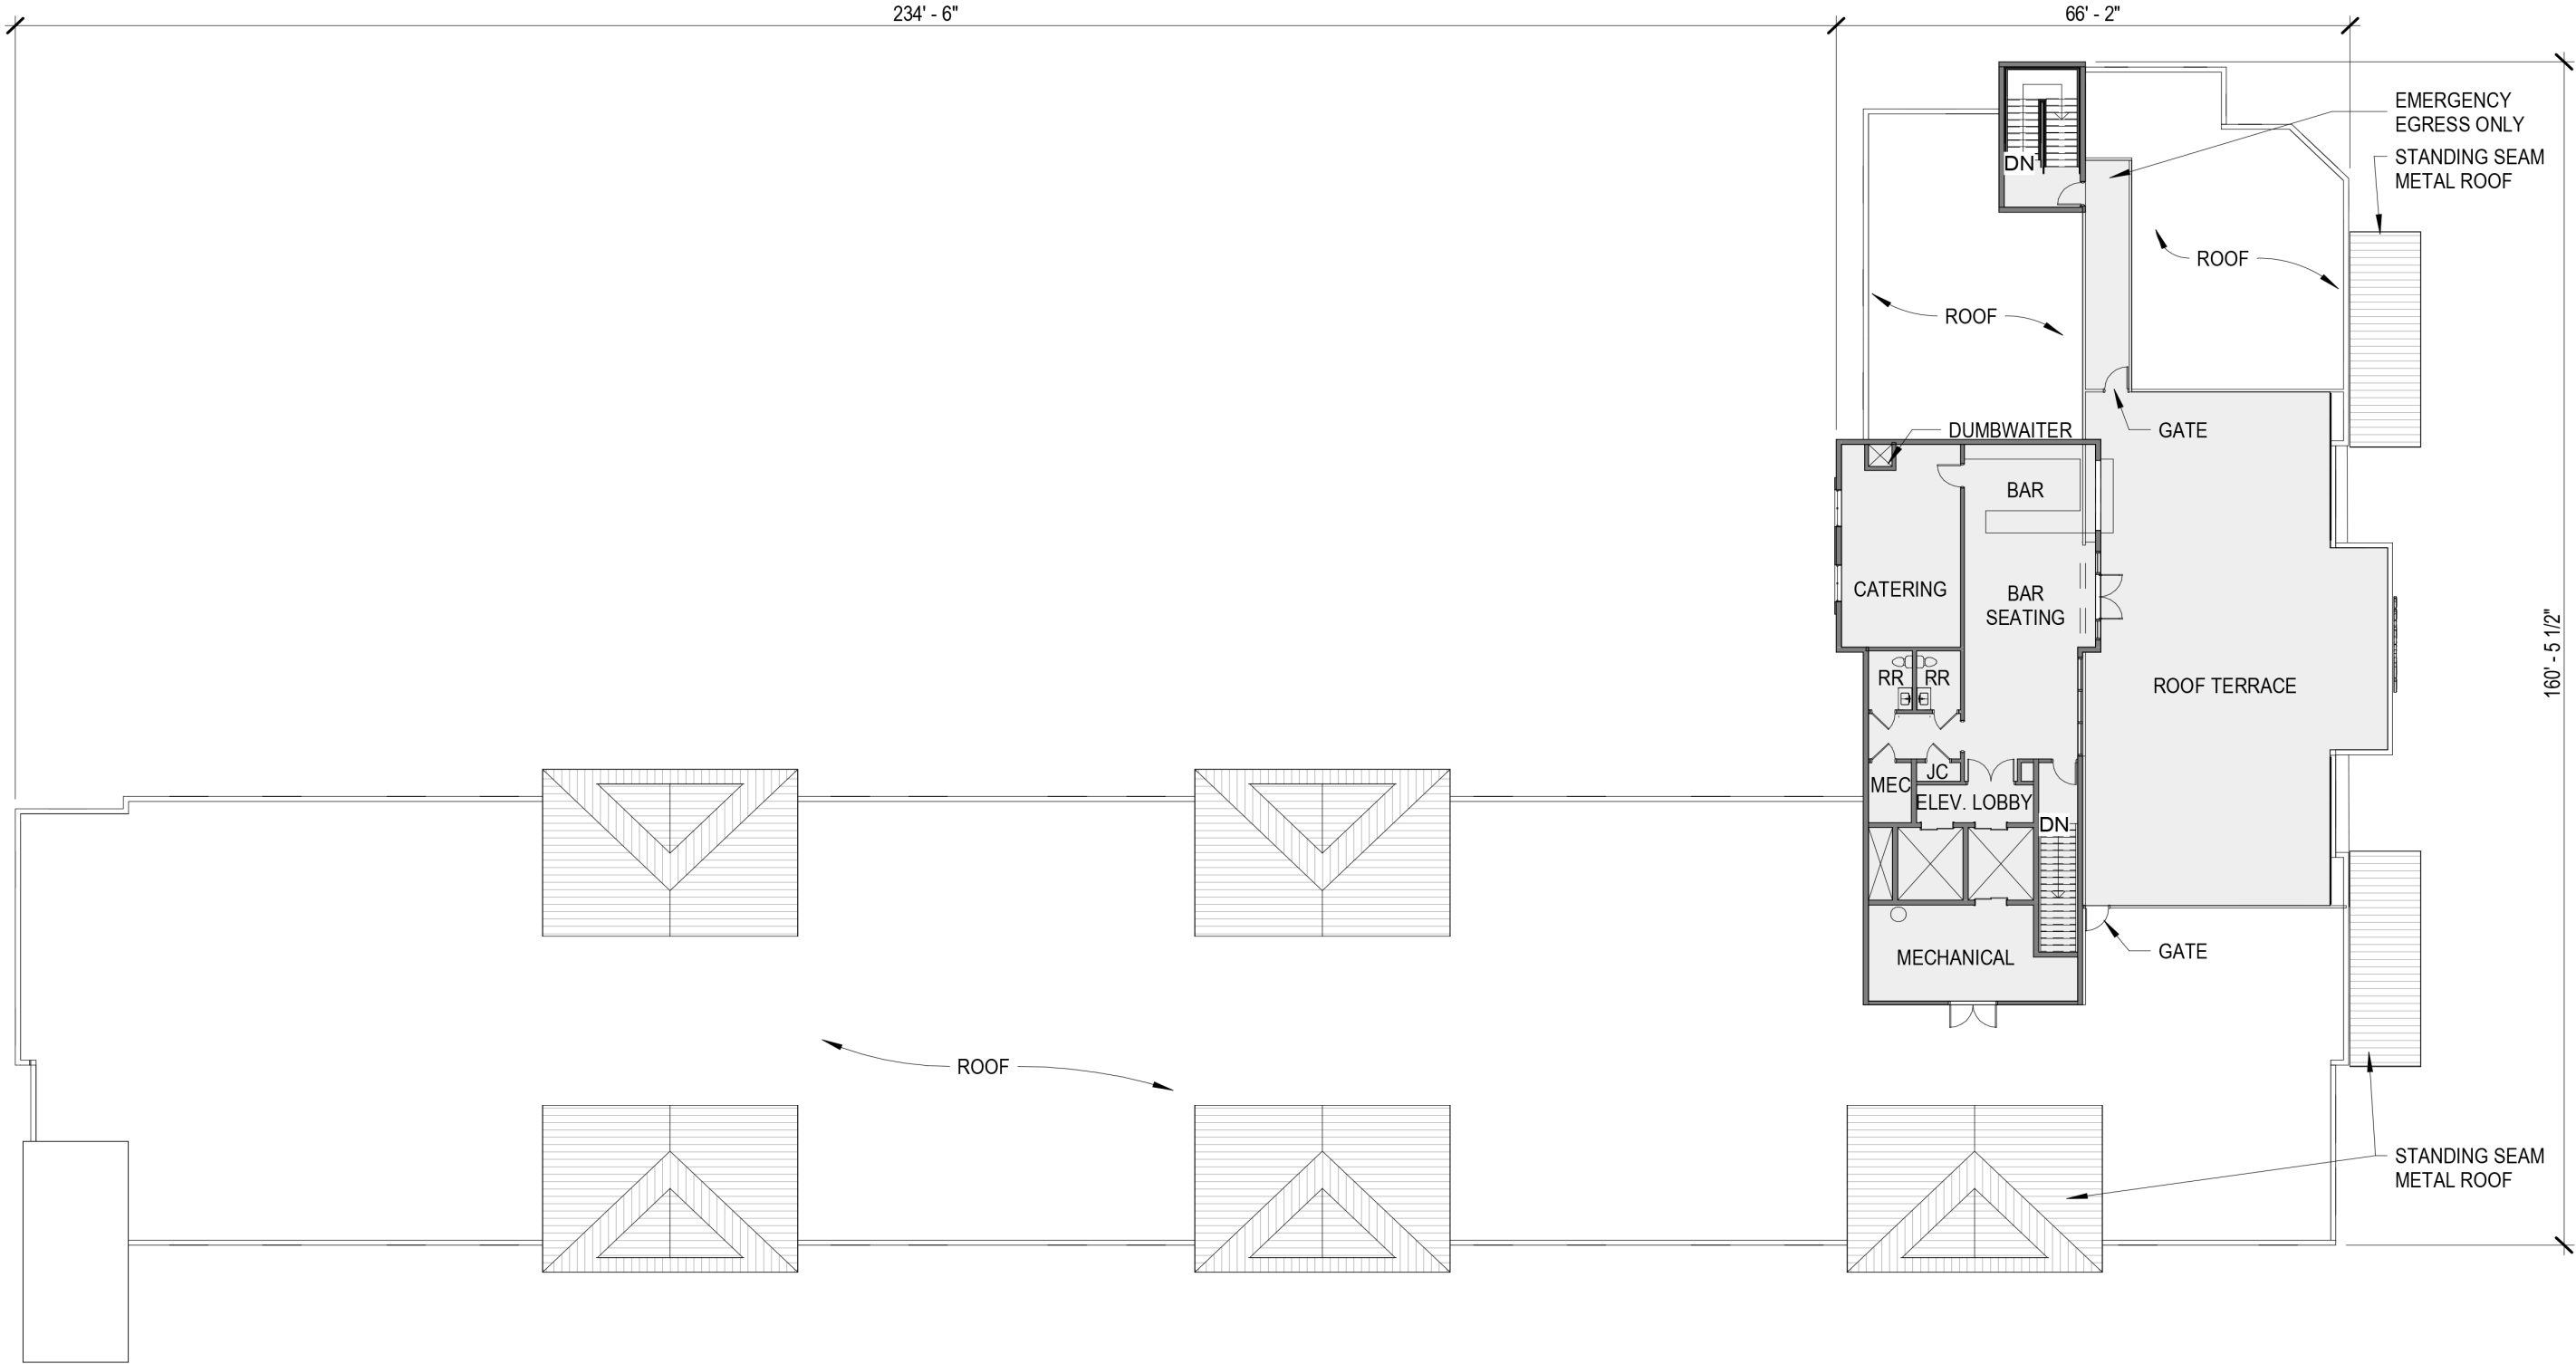 234' - 6"
66' - 2"
EMERGENCY
EGRESS ONLY
STANDING SEAM
METAL ROOF
DN
ROOF
ROOF
DUMBWAITER
GATE
BAR
CATERING
BAR
SEATING
160' - 5 1/2"
RR
RR
ROOF TERRACE
JC
MEC
ELEV. LOBBY
DN
GATE
MECHANICAL
ROOF
STANDING SEAM
METAL ROOF